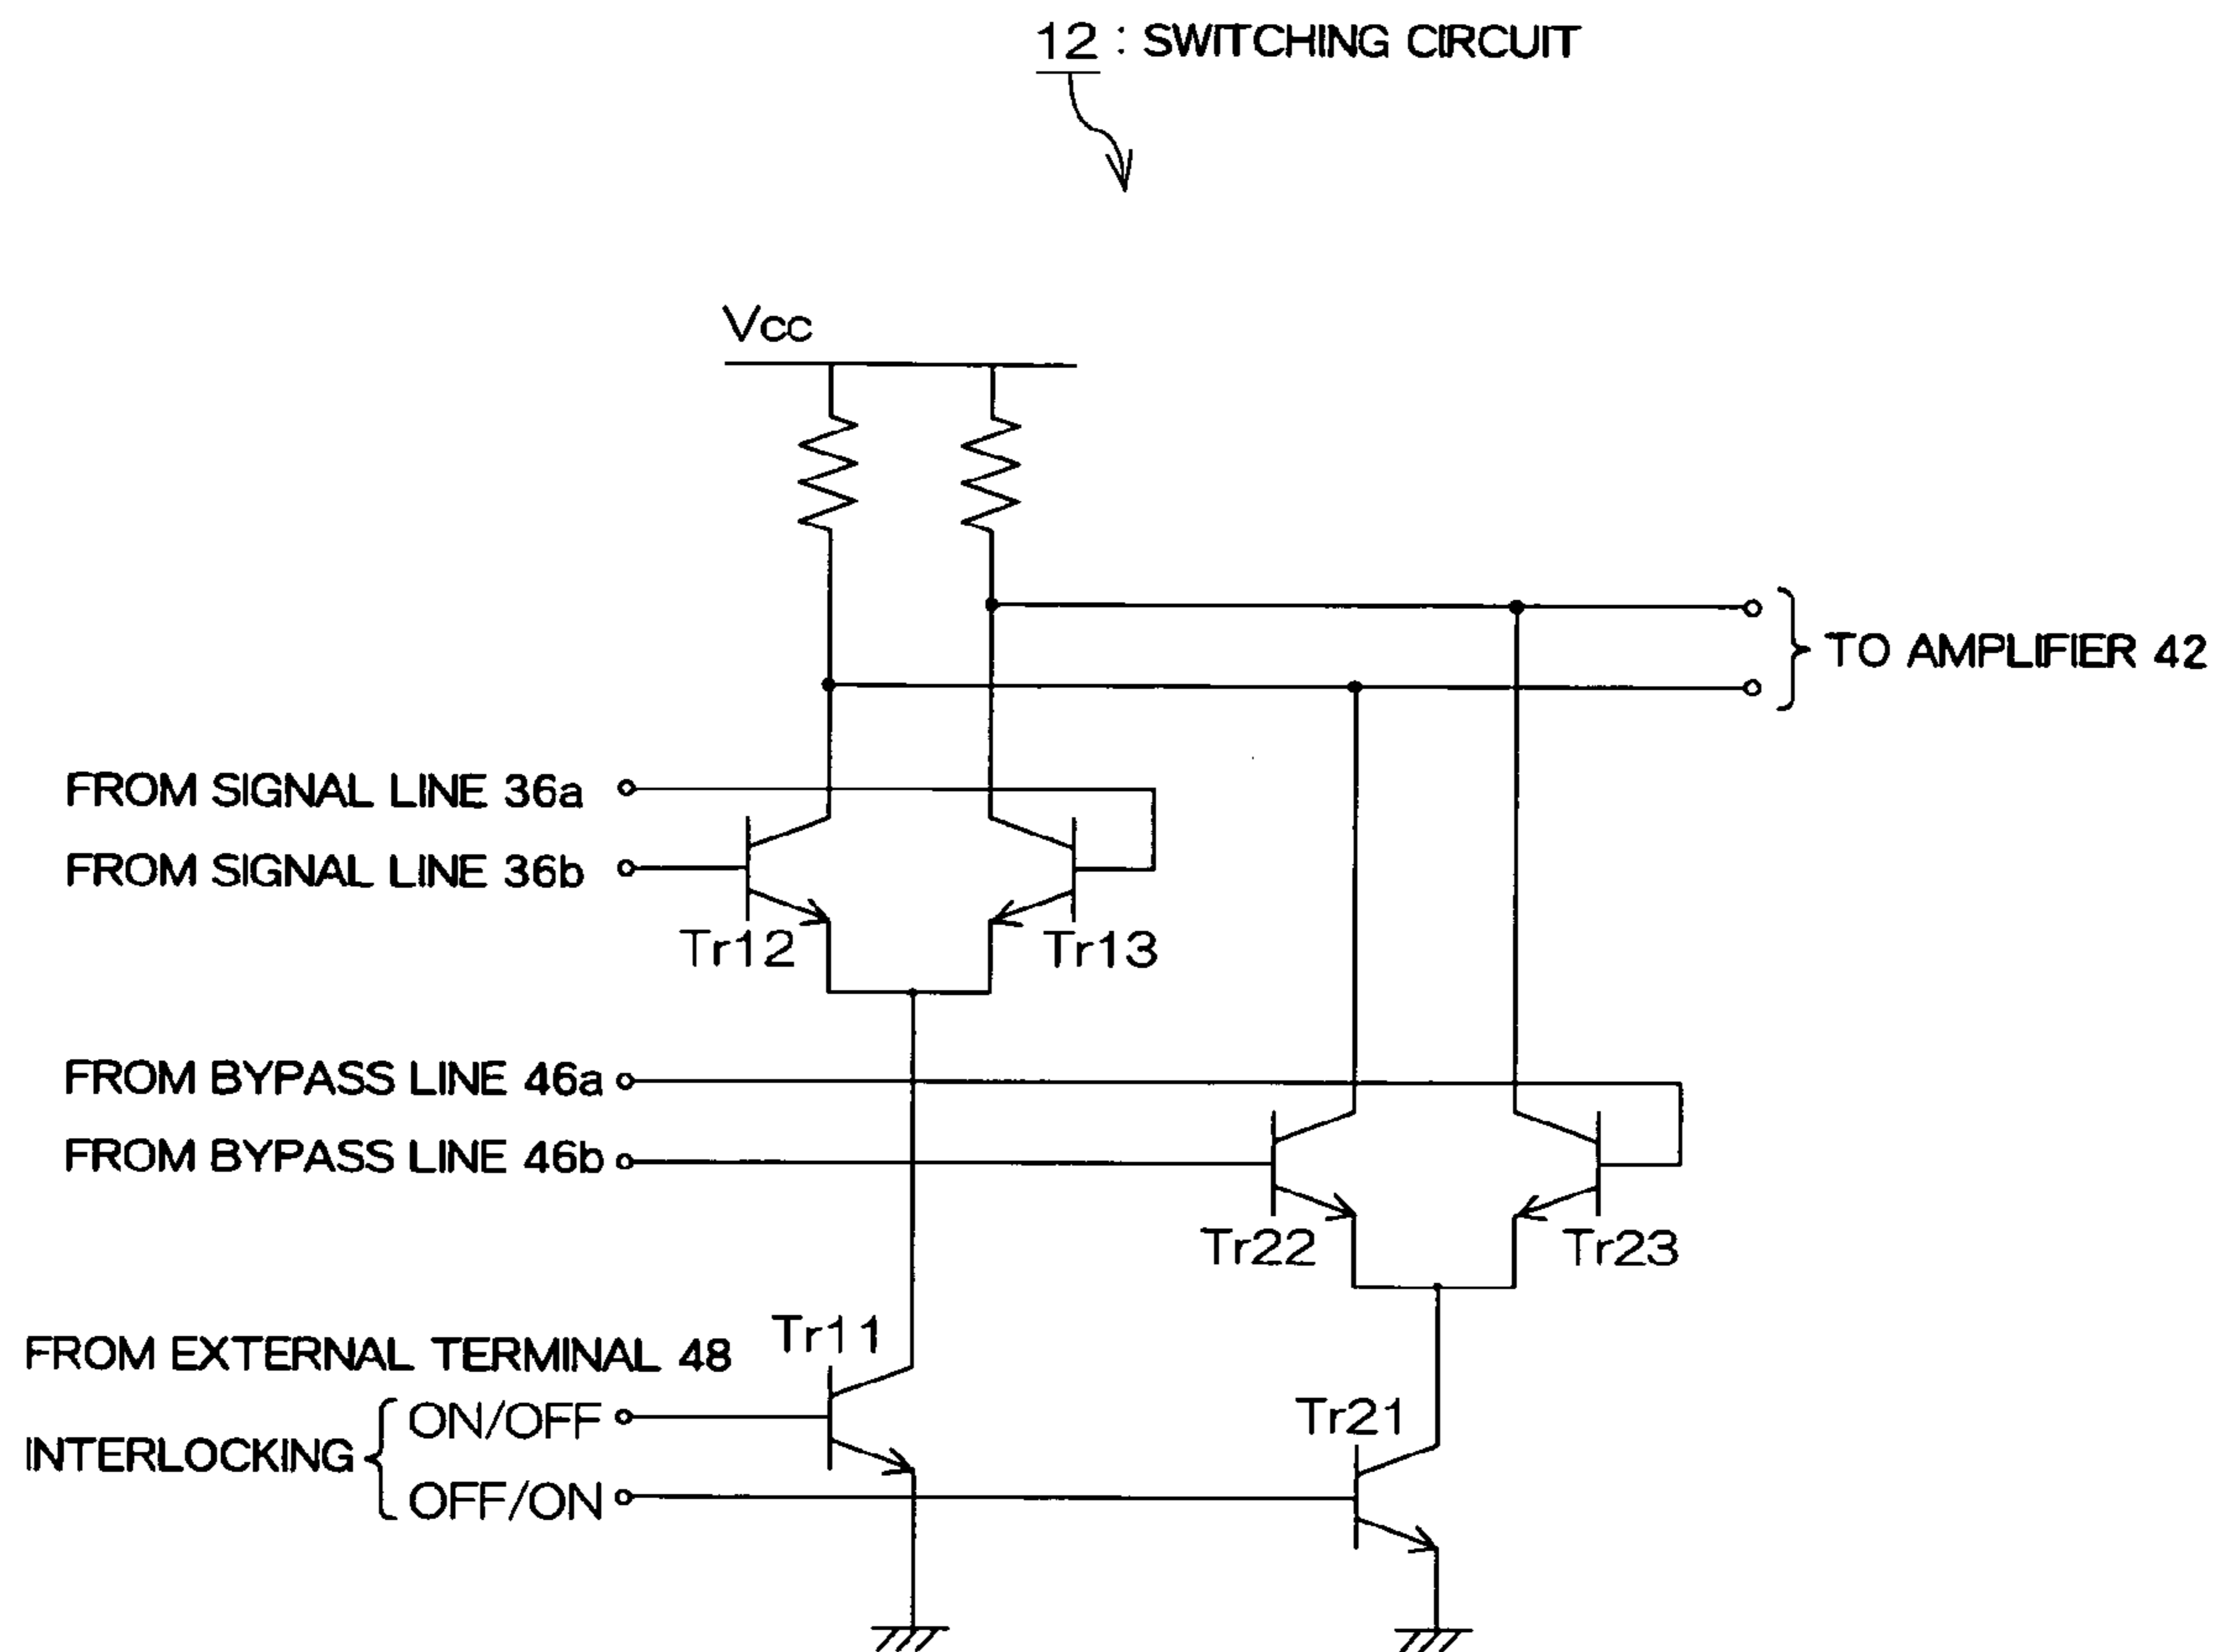 12 : SWITCHING CIRCUIT
Vcc
TO AMPLIFIER 42
FROM SIGNAL LINE 36a
FROM SIGNAL LINE 36b
Tr12
Tr13
FROM BYPASS LINE 46a
FROM BYPASS LINE 46b
Tr22
Tr23
Tr11
FROM EXTERNAL TERMINAL 48
Tr21
ON/OFF
INTERLOCKING
OFF/ON